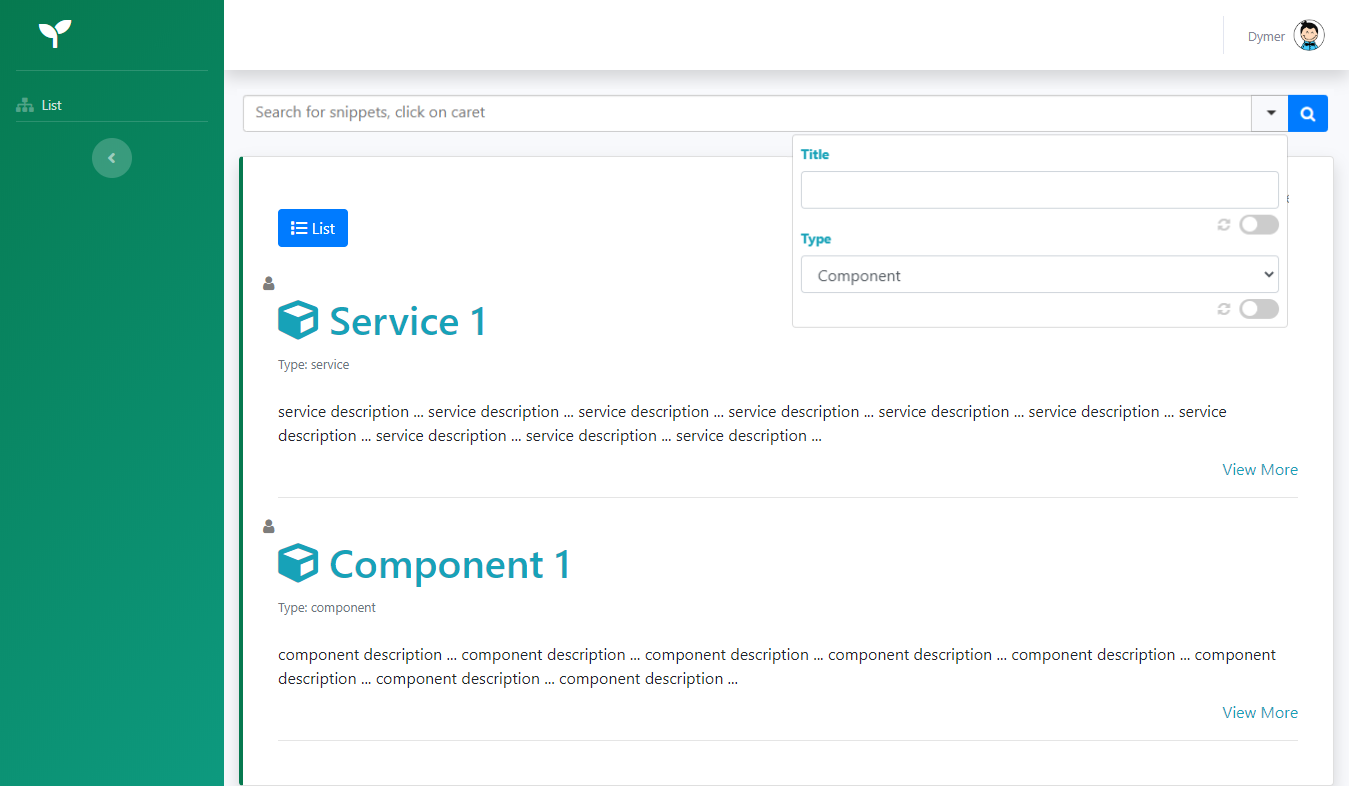 Dymer
List
Search for snippets, click on caret
Title
List
Type
Component
Service 1
Type: service
service description ... service description ... service description ... service description ... service description ... service description ... service
description ... service description ... service description ... service description ...
View More
Component 1
Type: component
component description ... component description ... component description ... component description ... component description ... component
description ... component description ... component description ...
View More